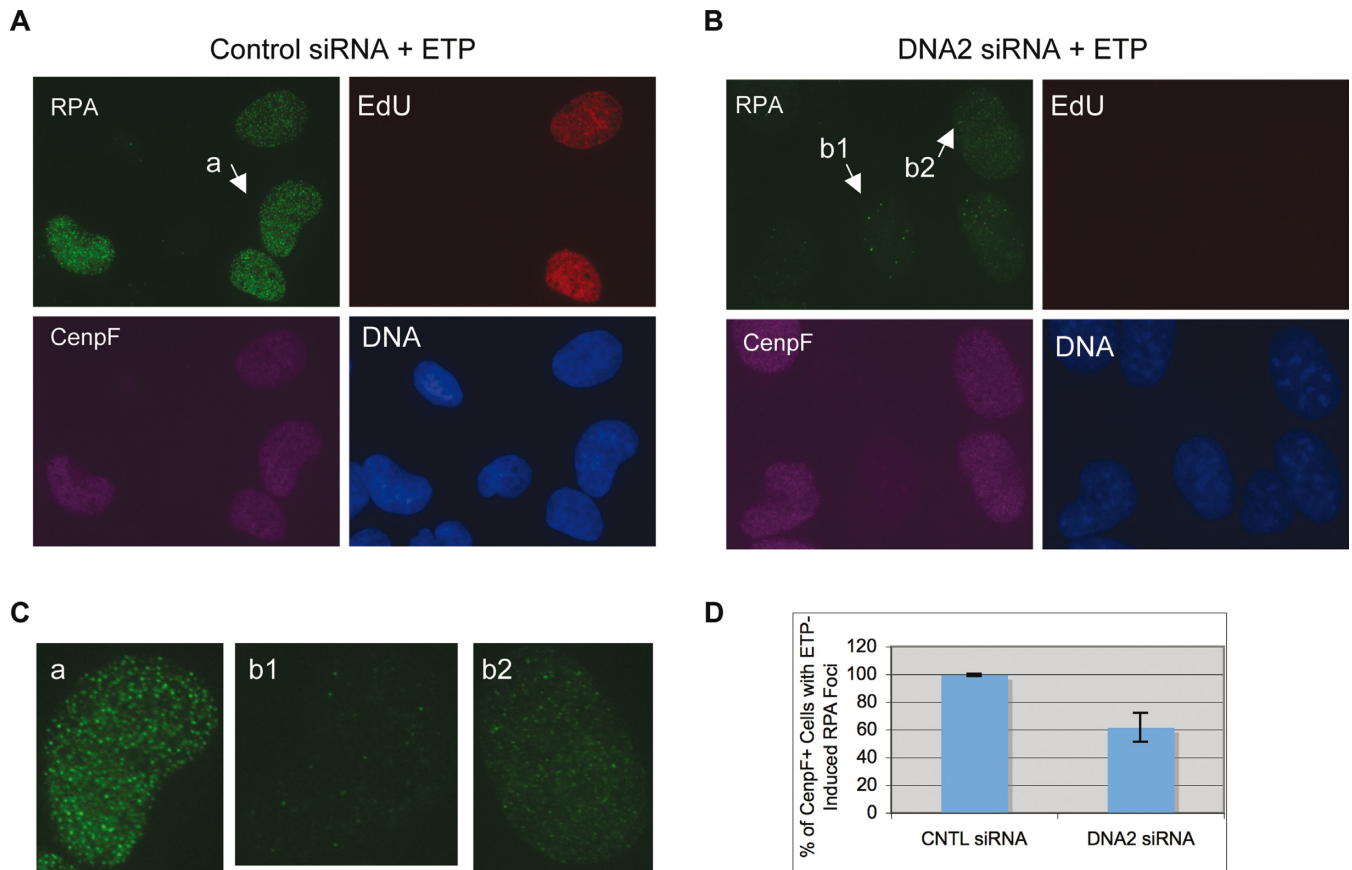 A
Control siRNA + ETP
RPA
EdU
a
CenpF
DNA
B
DNA2 siRNA + ETP
RPA
EdU
b1
b2
CenpF
DNA
C
a
b1
b2
D
% of CenpF+ Cells with ETP-
Induced RPA Foci
120
100
80
60
40
20
0
CNTL siRNA
DNA2 siRNA